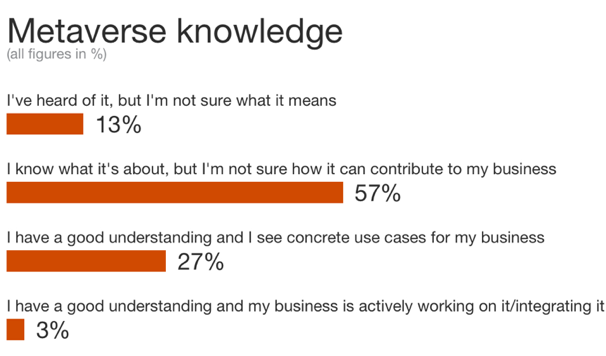 Metaverse knowledge
(all figures in %)
I've heard of it, but I'm not sure what it means
13%
I know what it's about, but I'm not sure how it can contribute to my business
57%
I have a good understanding and I see concrete use cases for my business
27%
I have a good understanding and my business is actively working on it/integrating it
3%